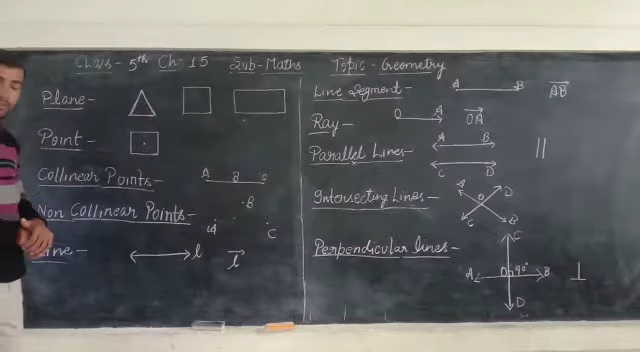 Class - 5th Ch - 15 Sub - Maths Topic - Geometry
Plane -
Point -
Collinear Points - A B C
Non Collinear Points - A B C
Line - l l
Line Segment - A B AB
Ray - O A OA
Parallel Lines - A B C D ||
Intersecting Lines - A D O C B
Perpendicular lines - C A O 90° B D ⊥